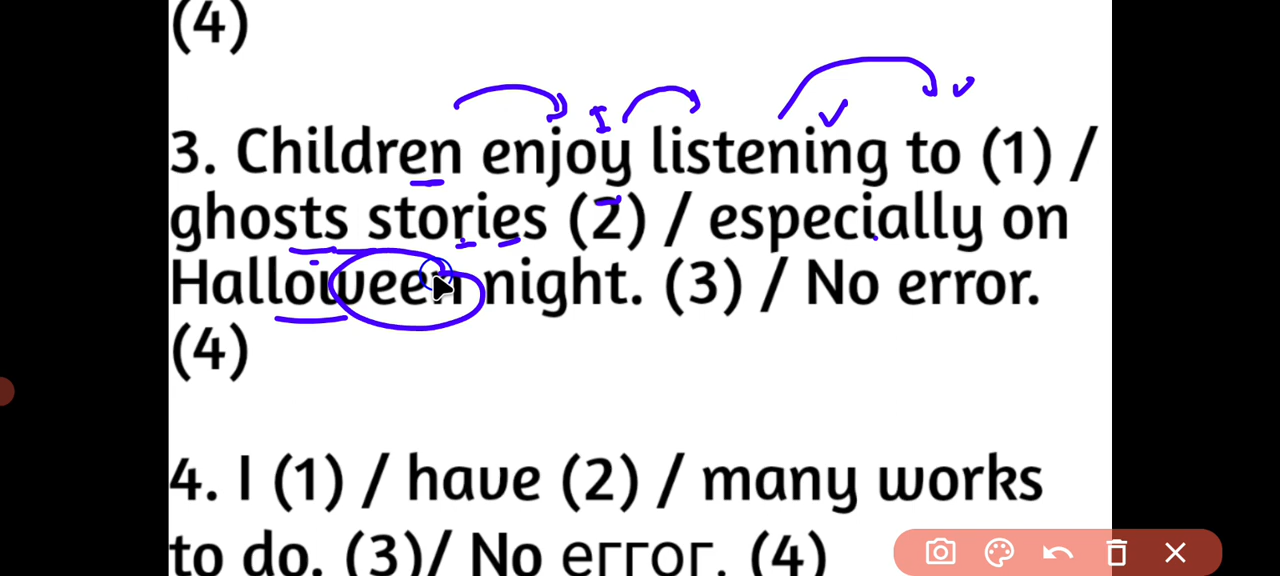 (4)
3. Children enjoy listening to (1) /
ghosts stories (2) / especially on
Halloween night. (3) / No error.
(4)
4. I (1) / have (2) / many works
to do. (3)/ No error. (4)